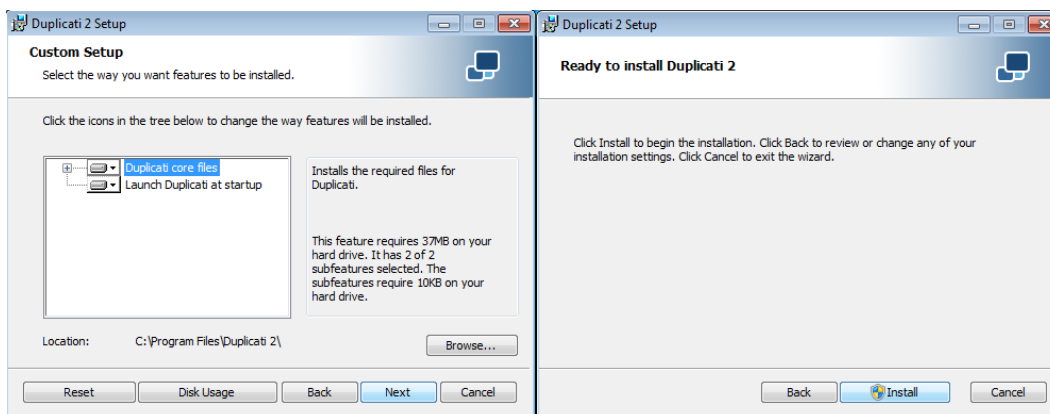 Duplicati 2 Setup
Custom Setup
Select the way you want features to be installed.
Click the icons in the tree below to change the way features will be installed.
Duplicati core files
Launch Duplicati at startup
Installs the required files for
Duplicati.
This feature requires 37MB on your
hard drive. It has 2 of 2
subfeatures selected. The
subfeatures require 10KB on your
hard drive.
Location: C:\Program Files\Duplicati 2\
Browse...
Reset Disk Usage Back Next Cancel
Duplicati 2 Setup
Ready to install Duplicati 2
Click Install to begin the installation. Click Back to review or change any of your
installation settings. Click Cancel to exit the wizard.
Back Install Cancel